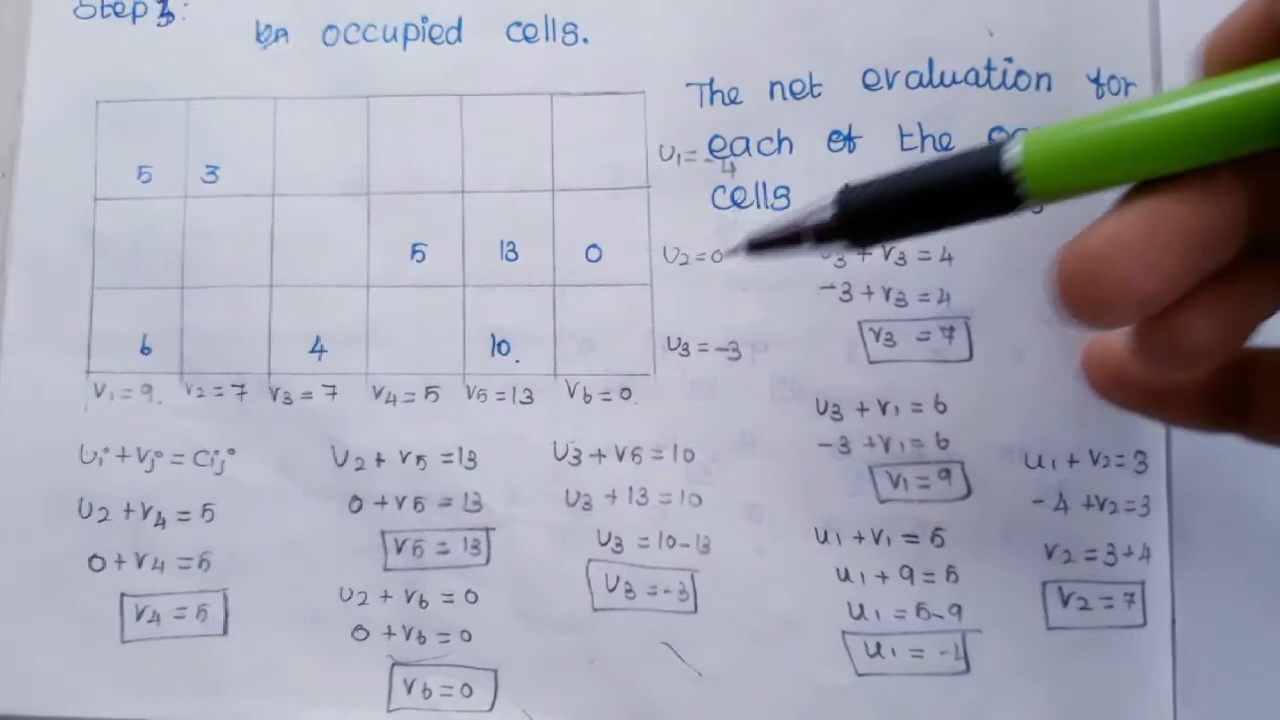 Step 3:
on occupied cells.
The net evaluation for
each of the
cells
5 3
U1 = -4
5 13 0
U2 = 0
U3 + V3 = 4
-3 + V3 = 4
V3 = 7
6 4 10
U3 = -3
V1 = 9. V2 = 7 V3 = 7 V4 = 5 V5 = 13 V6 = 0
Ui + Vj = Cij
U2 + V4 = 5
0 + V4 = 5
V4 = 5
U2 + V5 = 13
0 + V5 = 13
V5 = 13
U2 + V6 = 0
0 + V6 = 0
V6 = 0
U3 + V5 = 10
U3 + 13 = 10
U3 = 10 - 13
U3 = -3
U3 + V1 = 6
-3 + V1 = 6
V1 = 9
U1 + V1 = 5
U1 + 9 = 5
U1 = 5 - 9
U1 = -4
U1 + V2 = 3
-4 + V2 = 3
V2 = 3 + 4
V2 = 7